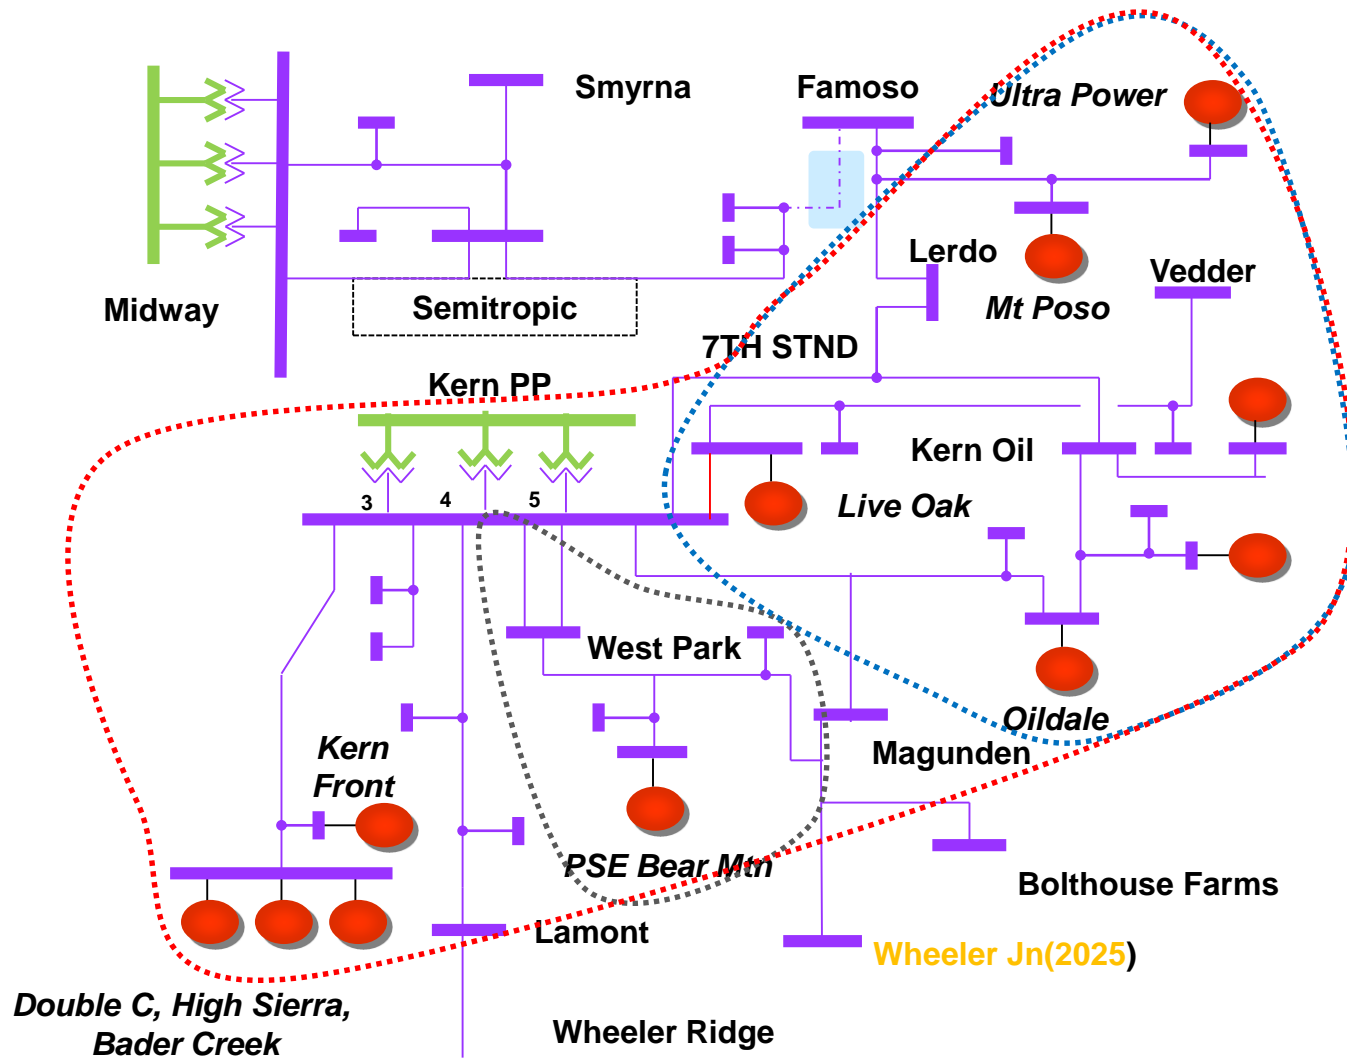 Smyrna
Famoso
Ultra Power
Lerdo
Vedder
Midway
Semitropic
Mt Poso
7TH STND
Kern PP
Kern Oil
3
4
5
Live Oak
West Park
Oildale
Kern
Front
Magunden
PSE Bear Mtn
Bolthouse Farms
Lamont
Wheeler Jn(2025)
Double C, High Sierra,
Bader Creek
Wheeler Ridge